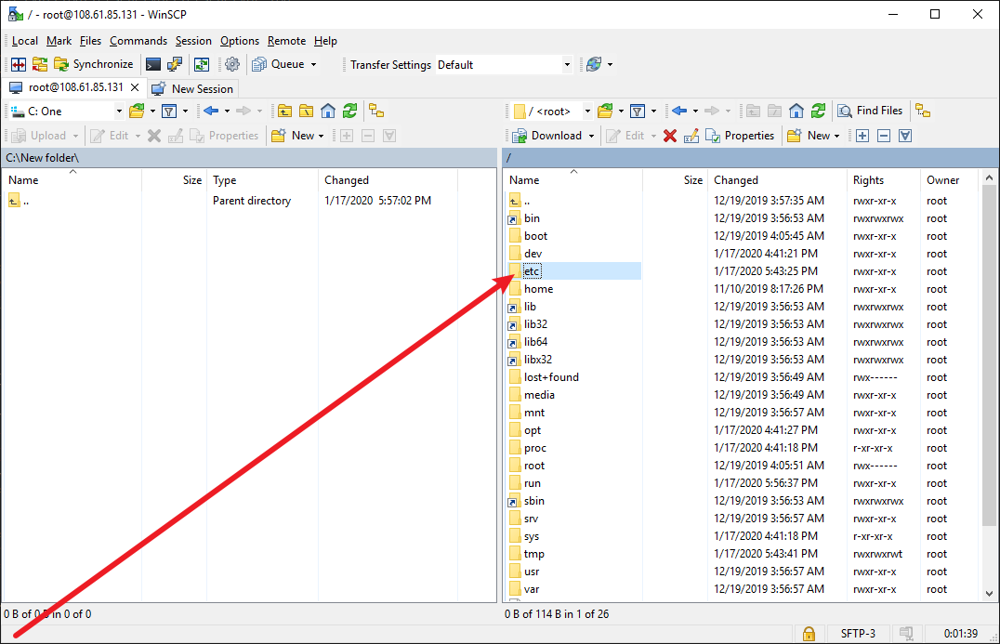 / - root@108.61.85.131 - WinSCP
Local Mark Files Commands Session Options Remote Help
Synchronize Queue Transfer Settings Default
root@108.61.85.131 New Session
C: One / <root> Find Files
Upload Edit Properties New Download Edit Properties New
C:\New folder\ /
Name Size Type Changed Name Size Changed Rights Owner
.. Parent directory 1/17/2020 5:57:02 PM .. 12/19/2019 3:57:35 AM rwxr-xr-x root
bin 12/19/2019 3:56:53 AM rwxrwxrwx root
boot 12/19/2019 4:05:45 AM rwxr-xr-x root
dev 1/17/2020 4:41:21 PM rwxr-xr-x root
etc 1/17/2020 5:43:25 PM rwxr-xr-x root
home 11/10/2019 8:17:26 PM rwxr-xr-x root
lib 12/19/2019 3:56:53 AM rwxrwxrwx root
lib32 12/19/2019 3:56:53 AM rwxrwxrwx root
lib64 12/19/2019 3:56:53 AM rwxrwxrwx root
libx32 12/19/2019 3:56:53 AM rwxrwxrwx root
lost+found 12/19/2019 3:56:49 AM rwx------ root
media 12/19/2019 3:56:49 AM rwxr-xr-x root
mnt 12/19/2019 3:56:57 AM rwxr-xr-x root
opt 1/17/2020 4:41:27 PM rwxr-xr-x root
proc 1/17/2020 4:41:18 PM r-xr-xr-x root
root 12/19/2019 4:05:51 AM rwx------ root
run 1/17/2020 5:56:37 PM rwxr-xr-x root
sbin 12/19/2019 3:56:53 AM rwxrwxrwx root
srv 12/19/2019 3:56:57 AM rwxr-xr-x root
sys 1/17/2020 4:41:18 PM r-xr-xr-x root
tmp 1/17/2020 5:43:41 PM rwxrwxrwt root
usr 12/19/2019 3:56:57 AM rwxr-xr-x root
var 12/19/2019 3:56:57 AM rwxr-xr-x root
0 B of 0 B in 0 of 0 0 B of 114 B in 1 of 26
SFTP-3 0:01:39